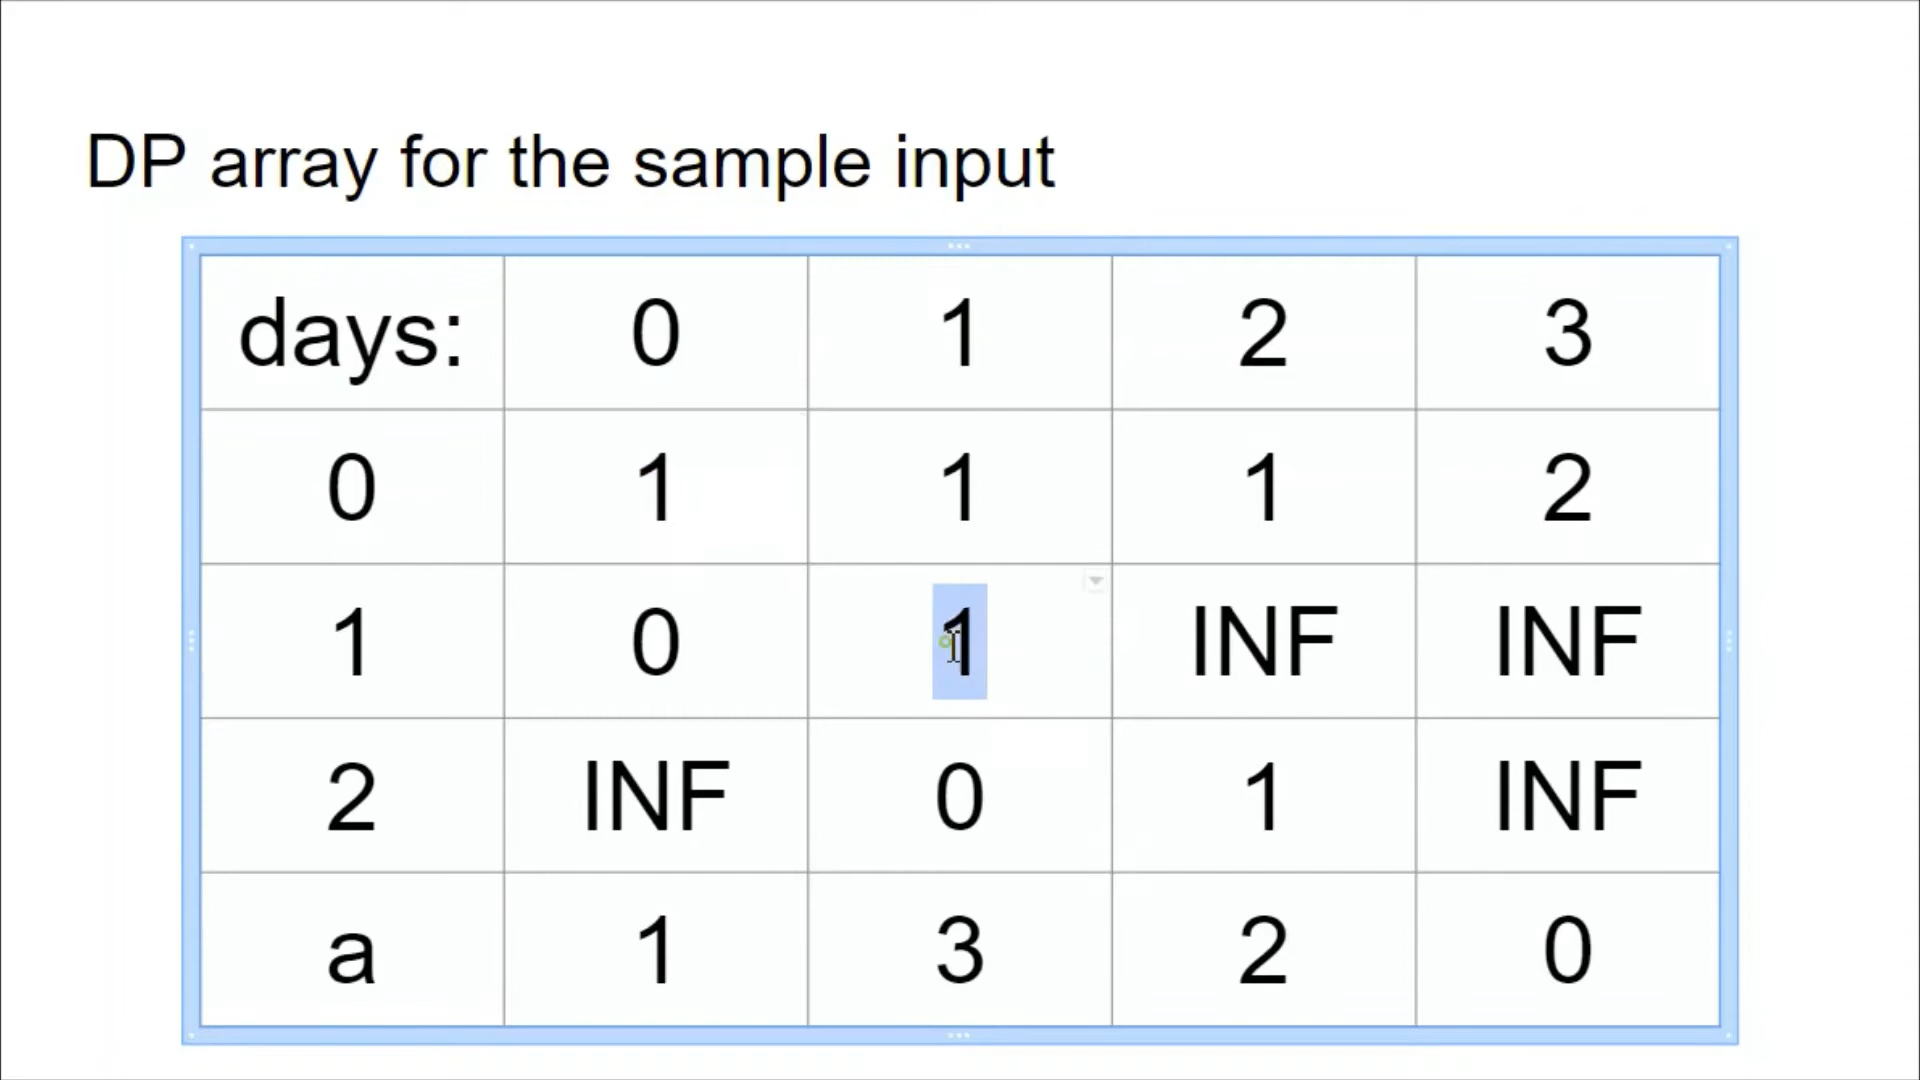 DP array for the sample input
days: 0 1 2 3
0 1 1 1 2
1 0 1 INF INF
2 INF 0 1 INF
a 1 3 2 0